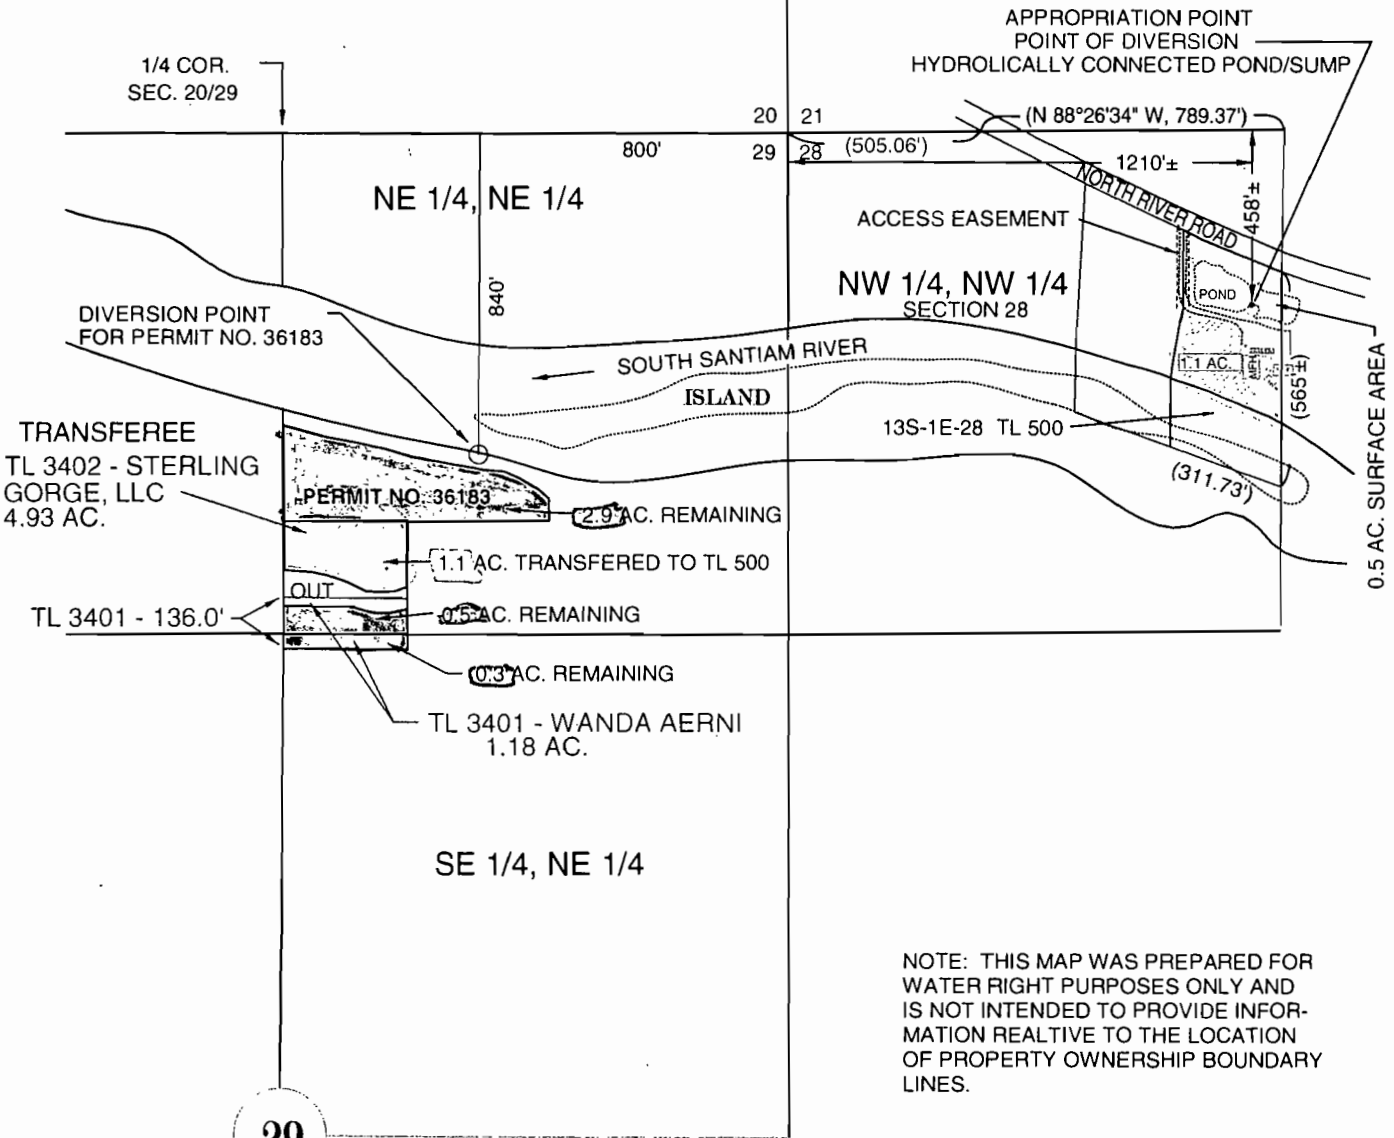 APPROPRIATION POINT
POINT OF DIVERSION
HYDROLICALLY CONNECTED POND/SUMP
1/4 COR.
SEC. 20/29
20 21
29 28
(505.06')
(N 88°26'34" W, 789.37')
800'
1210'±
458'±
NORTH RIVER ROAD
NE 1/4, NE 1/4
ACCESS EASEMENT
840'
NW 1/4, NW 1/4
SECTION 28
POND
DIVERSION POINT
FOR PERMIT NO. 36183
SOUTH SANTIAM RIVER
ISLAND
1.1 AC.
(565'±)
0.5 AC. SURFACE AREA
13S-1E-28 TL 500
(311.73')
TRANSFEREE
TL 3402 - STERLING
GORGE, LLC
4.93 AC.
PERMIT NO. 36183
2.9 AC. REMAINING
1.1 AC. TRANSFERED TO TL 500
OUT
TL 3401 - 136.0'
0.5 AC. REMAINING
0.3 AC. REMAINING
TL 3401 - WANDA AERNI
1.18 AC.
SE 1/4, NE 1/4
NOTE: THIS MAP WAS PREPARED FOR
WATER RIGHT PURPOSES ONLY AND
IS NOT INTENDED TO PROVIDE INFOR-
MATION REALTIVE TO THE LOCATION
OF PROPERTY OWNERSHIP BOUNDARY
LINES.
29